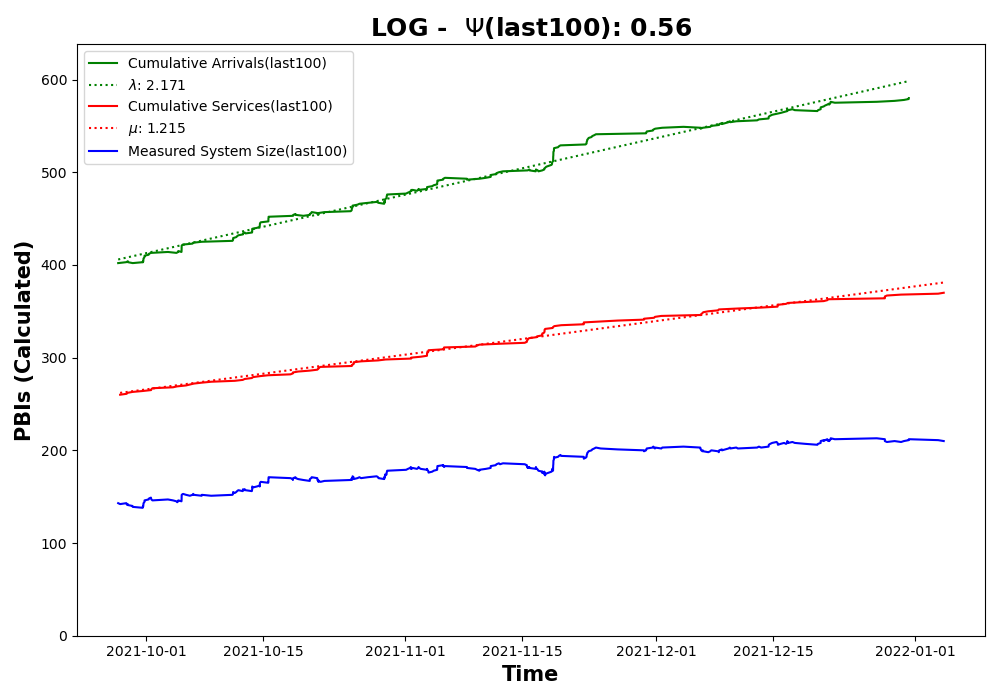 LOG - Ψ(last100): 0.56
Cumulative Arrivals(last100)
λ: 2.171
Cumulative Services(last100)
μ: 1.215
Measured System Size(last100)
PBIs (Calculated)
600
500
400
300
200
100
0
2021-10-01 2021-10-15 2021-11-01 2021-11-15 2021-12-01 2021-12-15 2022-01-01
Time